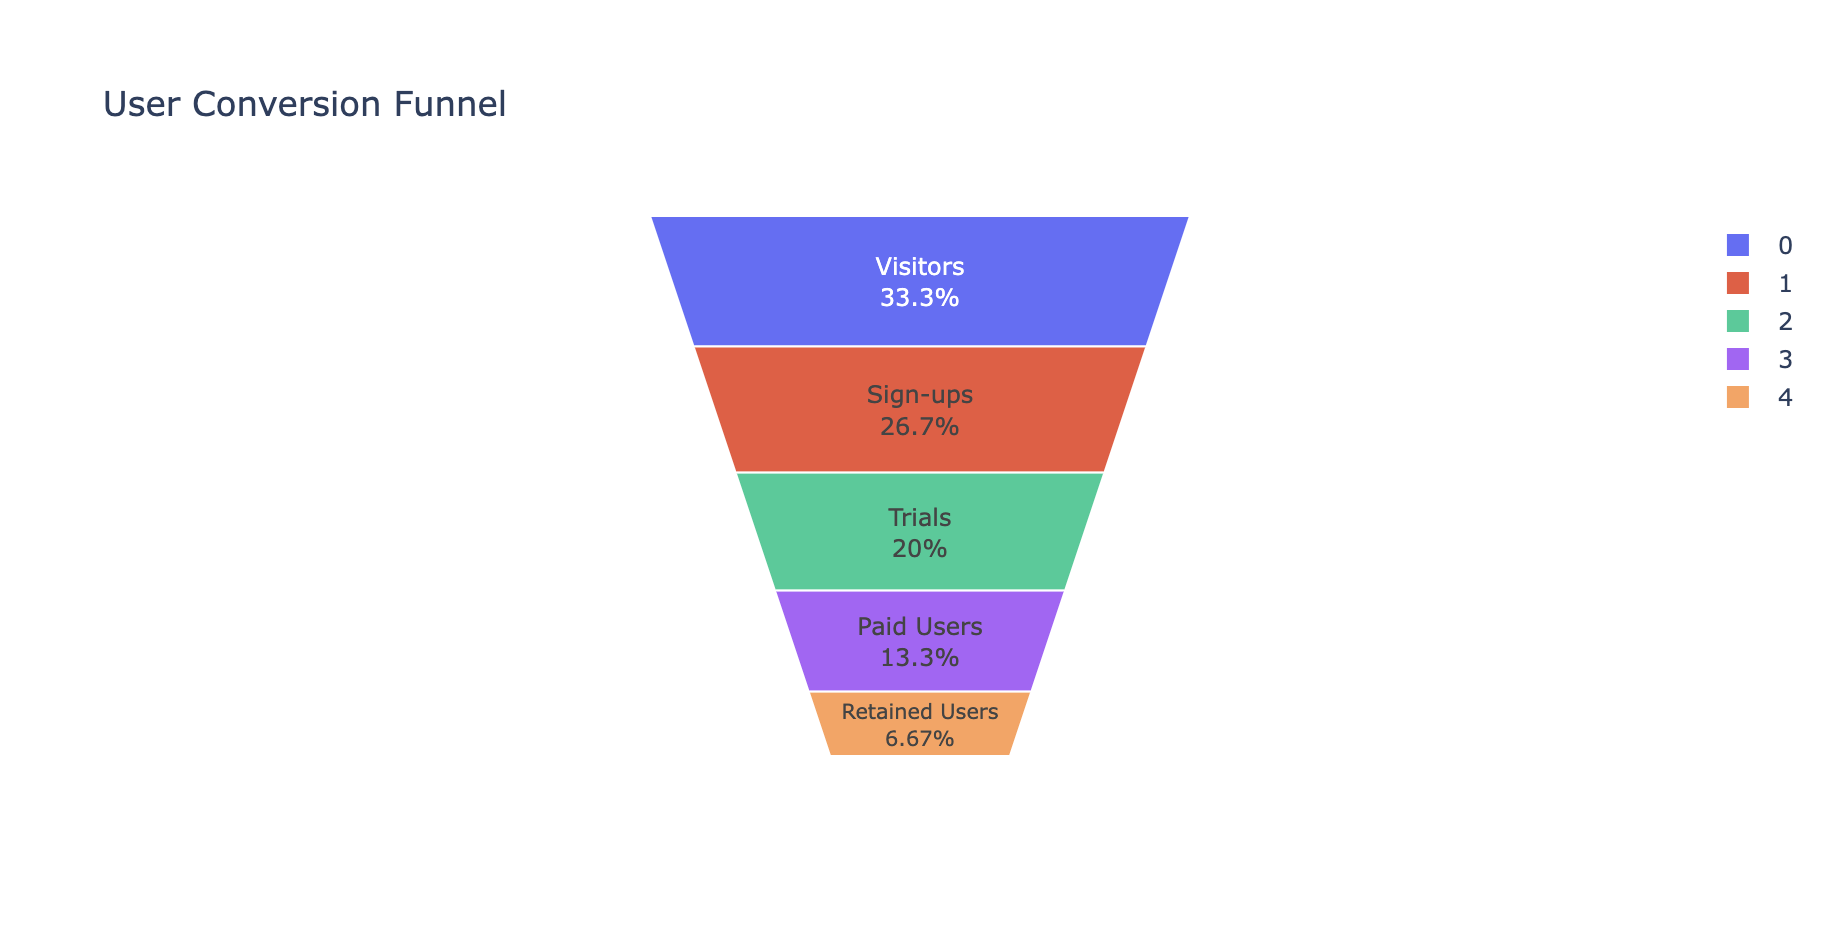 User Conversion Funnel
Visitors
33.3%
Sign-ups
26.7%
Trials
20%
Paid Users
13.3%
Retained Users
6.67%
0
1
2
3
4